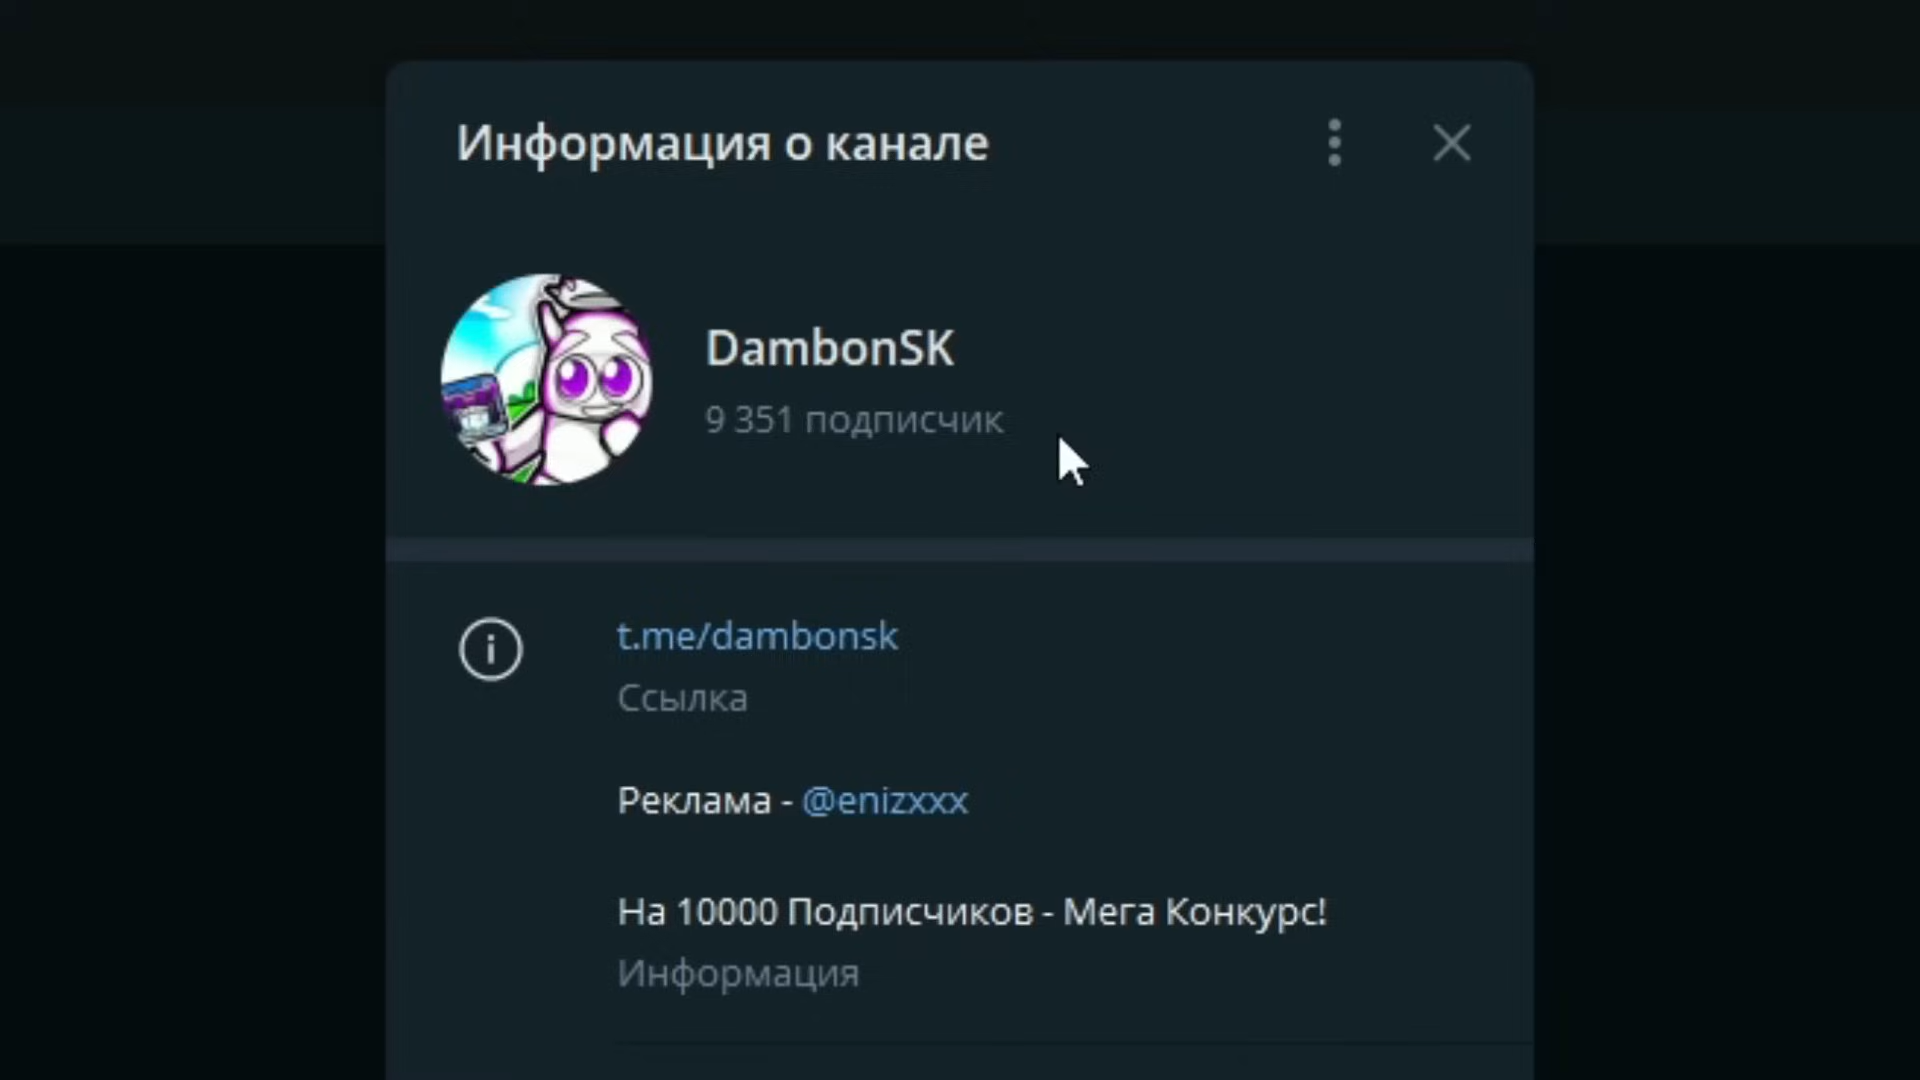 Информация о канале
DambonSK
9 351 подписчик
t.me/dambonsk
Ссылка
Реклама - @enizxxx
На 10000 Подписчиков - Мега Конкурс!
Информация